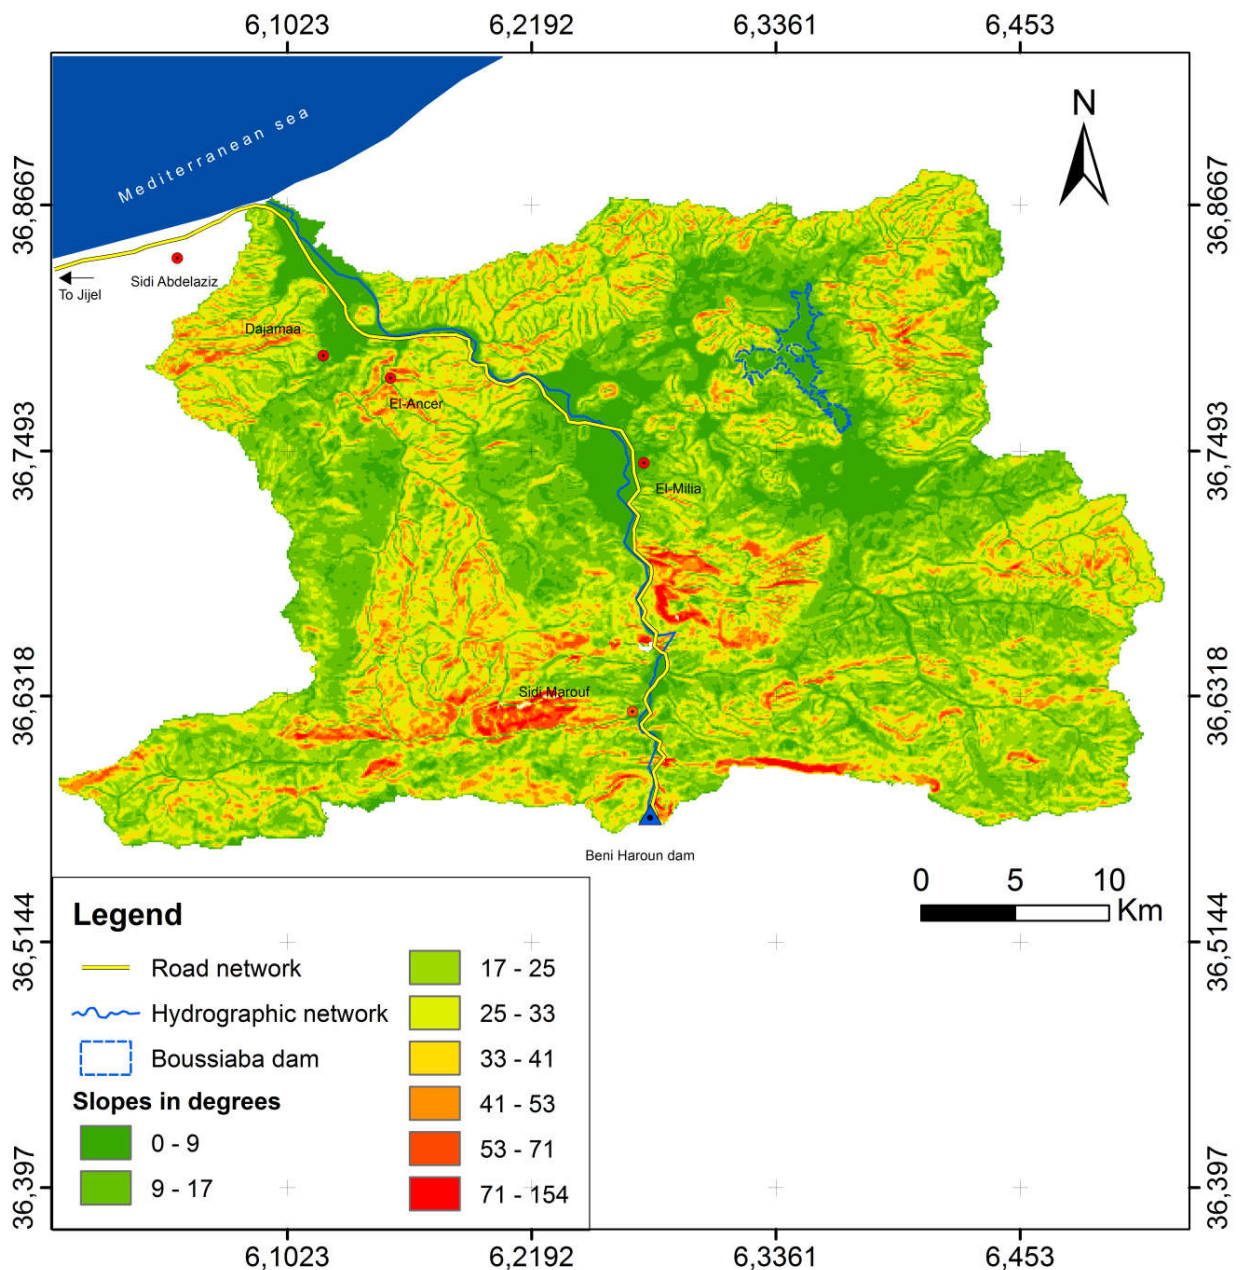 6,1023 6,2192 6,3361 6,453
N
Mediterranean sea
36,8667
36,8667
Sidi Abdelaziz
To Jijel
Dajamaa
El-Ancer
36,7493
36,7493
El-Milia
36,6318
36,6318
Sidi Marouf
Beni Haroun dam
0 5 10
Km
36,5144
36,5144
Legend
Road network
Hydrographic network
Boussiaba dam
Slopes in degrees
0 - 9
9 - 17
17 - 25
25 - 33
33 - 41
41 - 53
53 - 71
71 - 154
36,397
36,397
6,1023 6,2192 6,3361 6,453